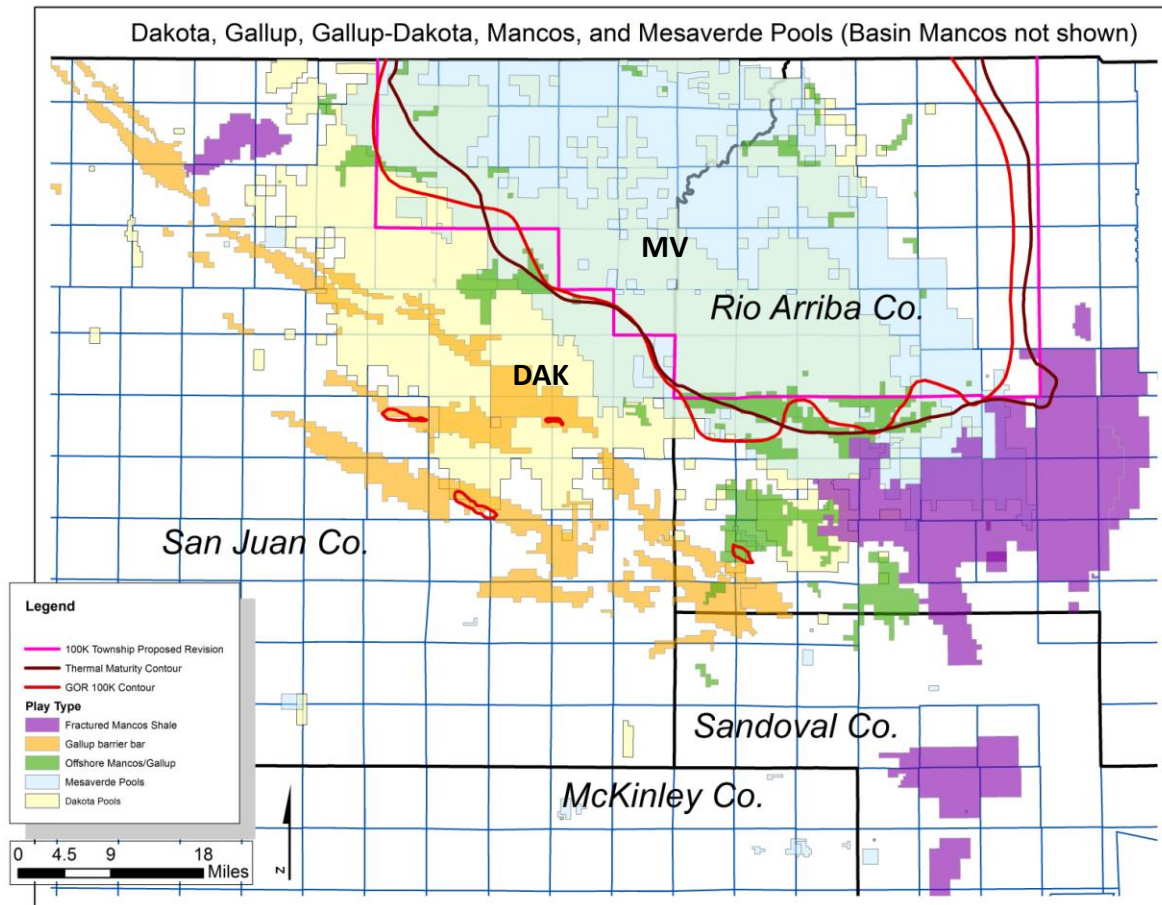 Dakota, Gallup, Gallup-Dakota, Mancos, and Mesaverde Pools (Basin Mancos not shown)
MV
Rio Arriba Co.
DAK
San Juan Co.
Legend
100K Township Proposed Revision
Thermal Maturity Contour
GOR 100K Contour
Play Type
Fractured Mancos Shale
Gallup barrier bar
Offshore Mancos/Gallup
Mesaverde Pools
Dakota Pools
Sandoval Co.
McKinley Co.
0 4.5 9 18
Miles
N